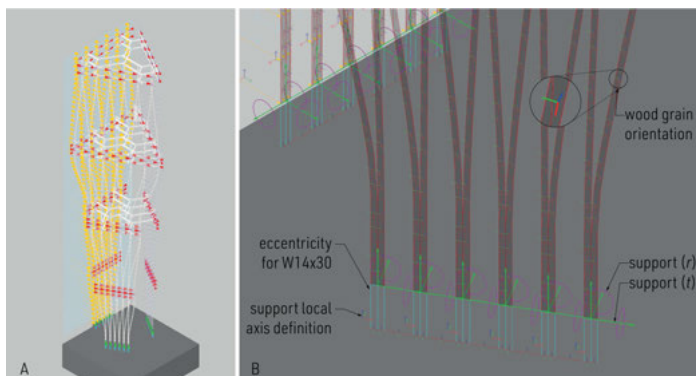 wood grain
orientation
eccentricity
for W14x30
support local
axis definition
support (r)
support (t)
A
B